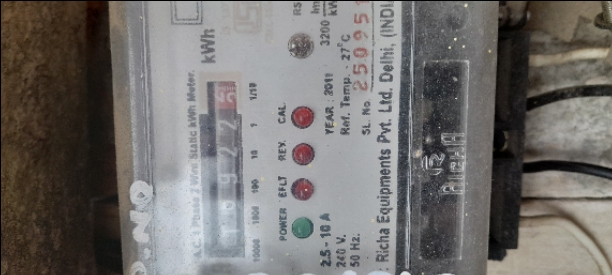 A.C. 1 Phase 2 Wire Static kWh Meter.
kWh
10000 1000 100 10 1 1/10
POWER EFLT REV. CAL.
2.5 - 10 A
240 V.
50 Hz.
3200
YEAR : 2011
Ref. Temp. - 27°C
SL. No. 250951
: Richa Equipments Pvt. Ltd. Delhi, (INDI
RICHA